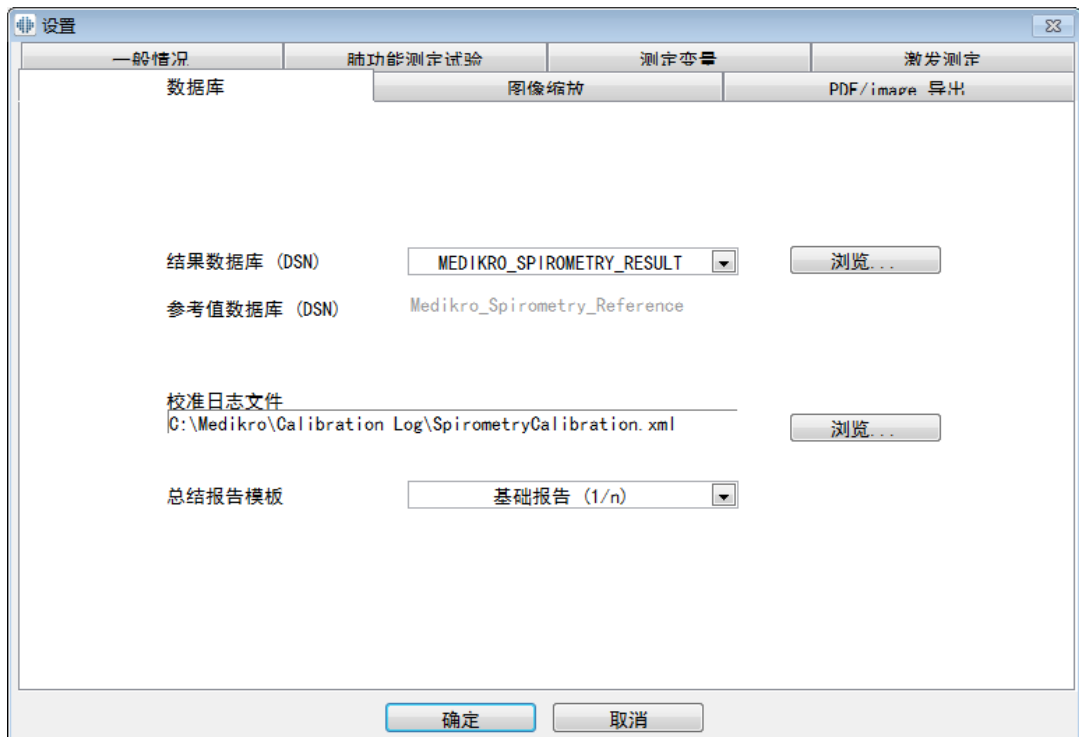 设置
一般情况 肺功能测定试验 测定变量 激发测定
数据库 图像缩放 PDF/image 导出
结果数据库 (DSN) MEDIKRO_SPIROMETRY_RESULT 浏览...
参考值数据库 (DSN) Medikro_Spirometry_Reference
校准日志文件
C:\Medikro\Calibration Log\SpirometryCalibration.xml 浏览...
总结报告模板 基础报告 (1/n)
确定 取消